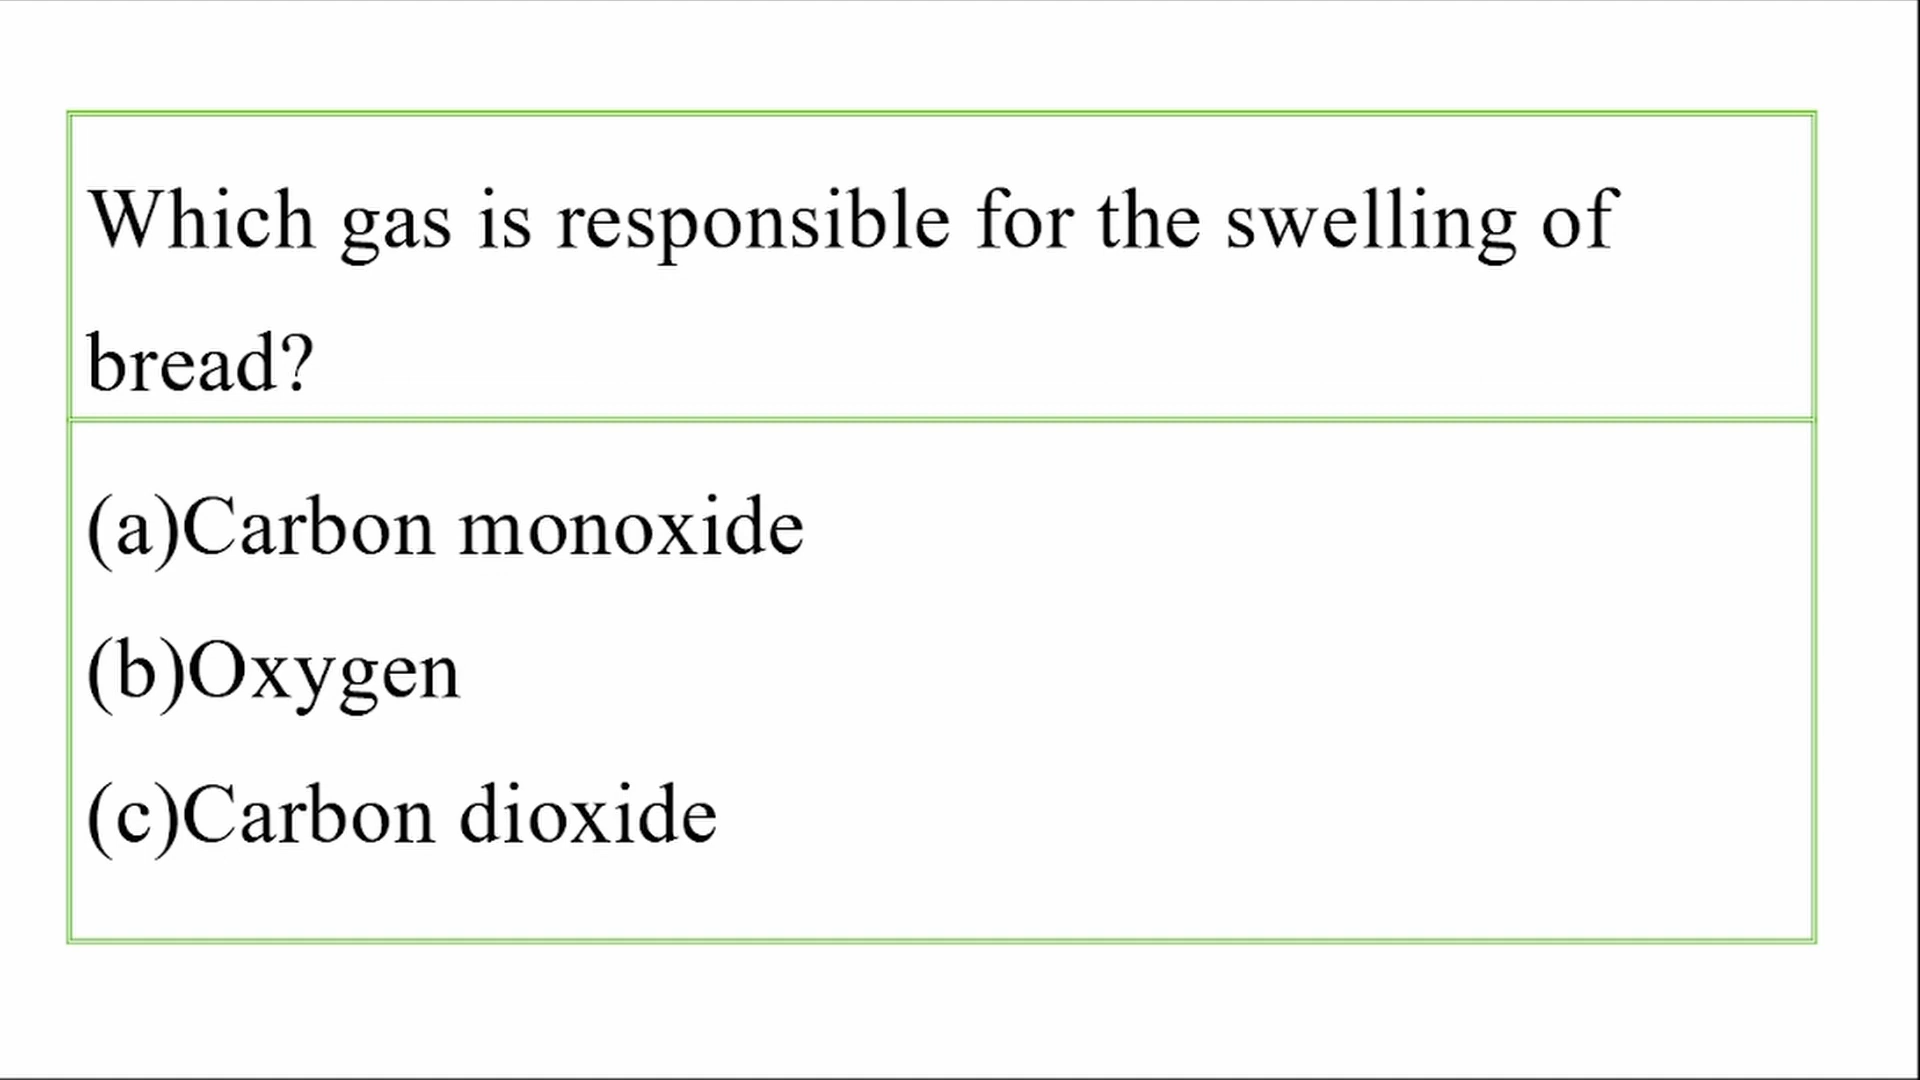 Which gas is responsible for the swelling of
bread?
(a)Carbon monoxide
(b)Oxygen
(c)Carbon dioxide